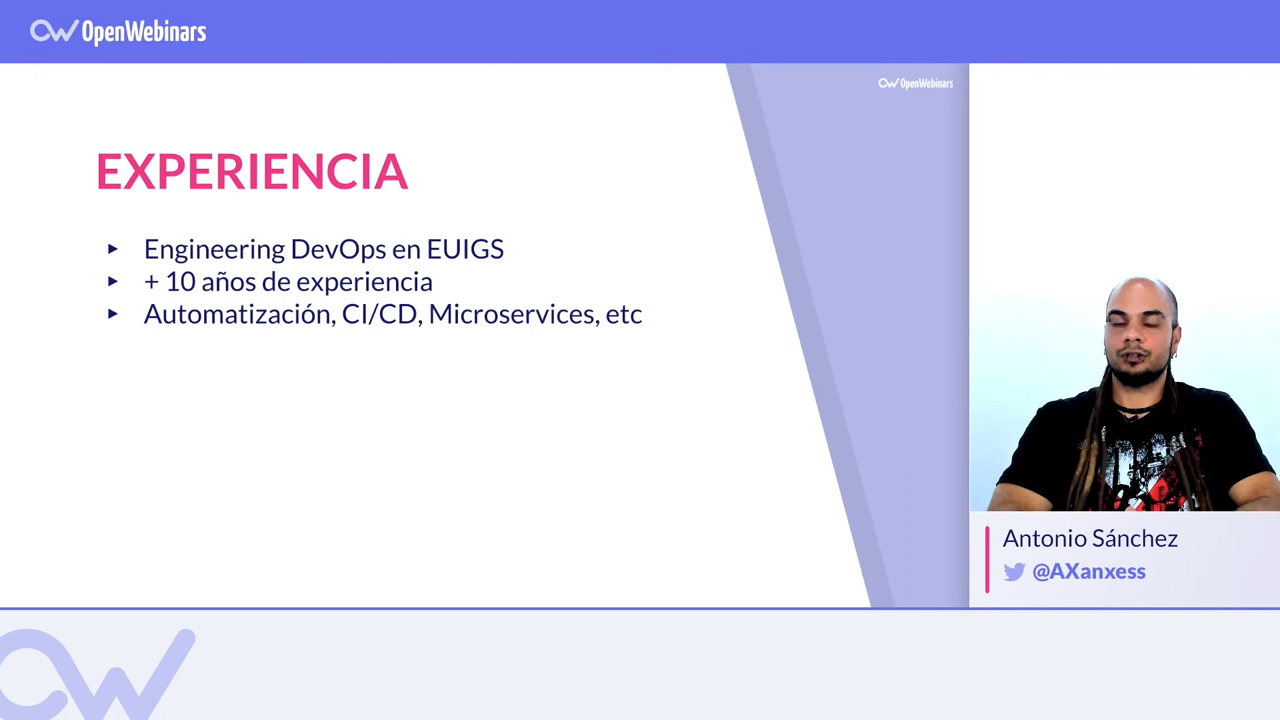 OpenWebinars
OpenWebinars
EXPERIENCIA
▸ Engineering DevOps en EUIGS
▸ + 10 años de experiencia
▸ Automatización, CI/CD, Microservices, etc
Antonio Sánchez
@AXanxess